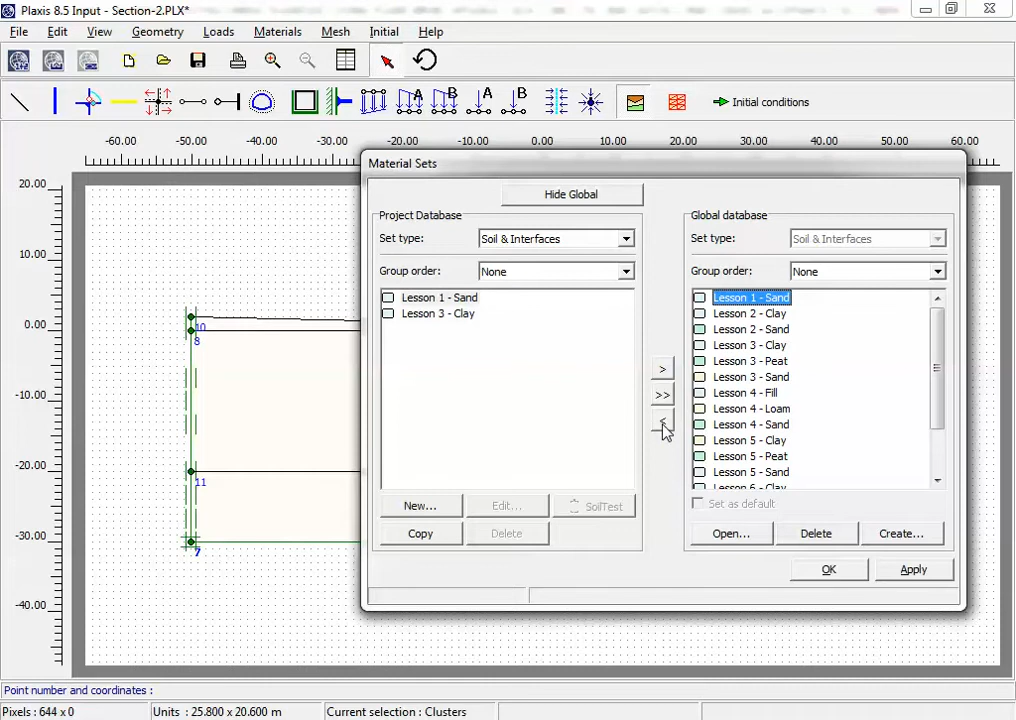 Plaxis 8.5 Input - Section-2.PLX*
File Edit View Geometry Loads Materials Mesh Initial Help
A B A B Initial conditions
-60.00 -50.00 -40.00 -30.00 -20.00 -10.00 0.00 10.00 20.00 30.00 40.00 50.00 60.00
20.00
10.00
0.00
-10.00
-20.00
-30.00
-40.00
10
8
11
7
Material Sets
Hide Global
Project Database
Set type: Soil & Interfaces
Group order: None
Lesson 1 - Sand
Lesson 3 - Clay
New... Edit... SoilTest
Copy Delete
>
>>
<
Global database
Set type: Soil & Interfaces
Group order: None
Lesson 1 - Sand
Lesson 2 - Clay
Lesson 2 - Sand
Lesson 3 - Clay
Lesson 3 - Peat
Lesson 3 - Sand
Lesson 4 - Fill
Lesson 4 - Loam
Lesson 4 - Sand
Lesson 5 - Clay
Lesson 5 - Peat
Lesson 5 - Sand
Lesson 6 - Clay
Set as default
Open... Delete Create...
OK Apply
Point number and coordinates :
Pixels : 644 x 0 Units : 25.800 x 20.600 m Current selection : Clusters